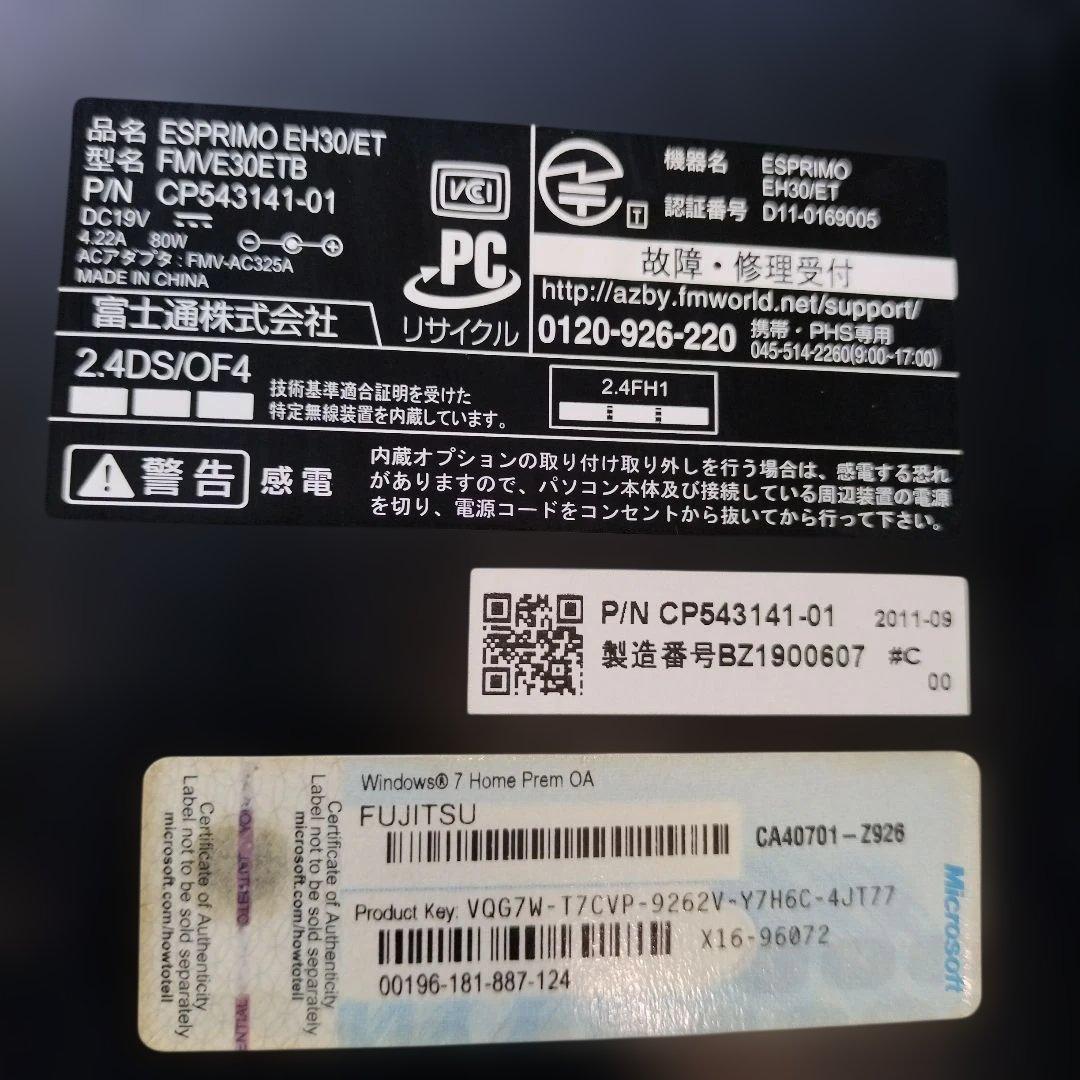 品名 ESPRIMO EH30/ET
型名 FMVE30ETB
P/N CP543141-01
DC19V
4.22A 80W
ACアダプタ:FMV-AC325A
MADE IN CHINA
富士通株式会社
VCCI
PC
リサイクル
機器名 ESPRIMO
EH30/ET
T 認証番号 D11-0169005
故障・修理受付
http://azby.fmworld.net/support/
0120-926-220 携帯・PHS専用
045-514-2260(9:00~17:00)
2.4DS/OF4
技術基準適合証明を受けた
特定無線装置を内蔵しています。
2.4FH1
警告 感電
内蔵オプションの取り付け取り外しを行う場合は、感電する恐れ
がありますので、パソコン本体及び接続している周辺装置の電源
を切り、電源コードをコンセントから抜いてから行って下さい。
P/N CP543141-01 2011-09
製造番号BZ1900607 #C
00
Certificate of Authenticity
Label not to be sold separately
microsoft.com/howtotell
Certificate of Authenticity
Label not to be sold separately
microsoft.com/howtotell
Windows® 7 Home Prem OA
FUJITSU
CA40701-Z926
Product Key: VQG7W-T7CVP-9262V-Y7H6C-4JT77
X16-96072
00196-181-887-124
Microsoft